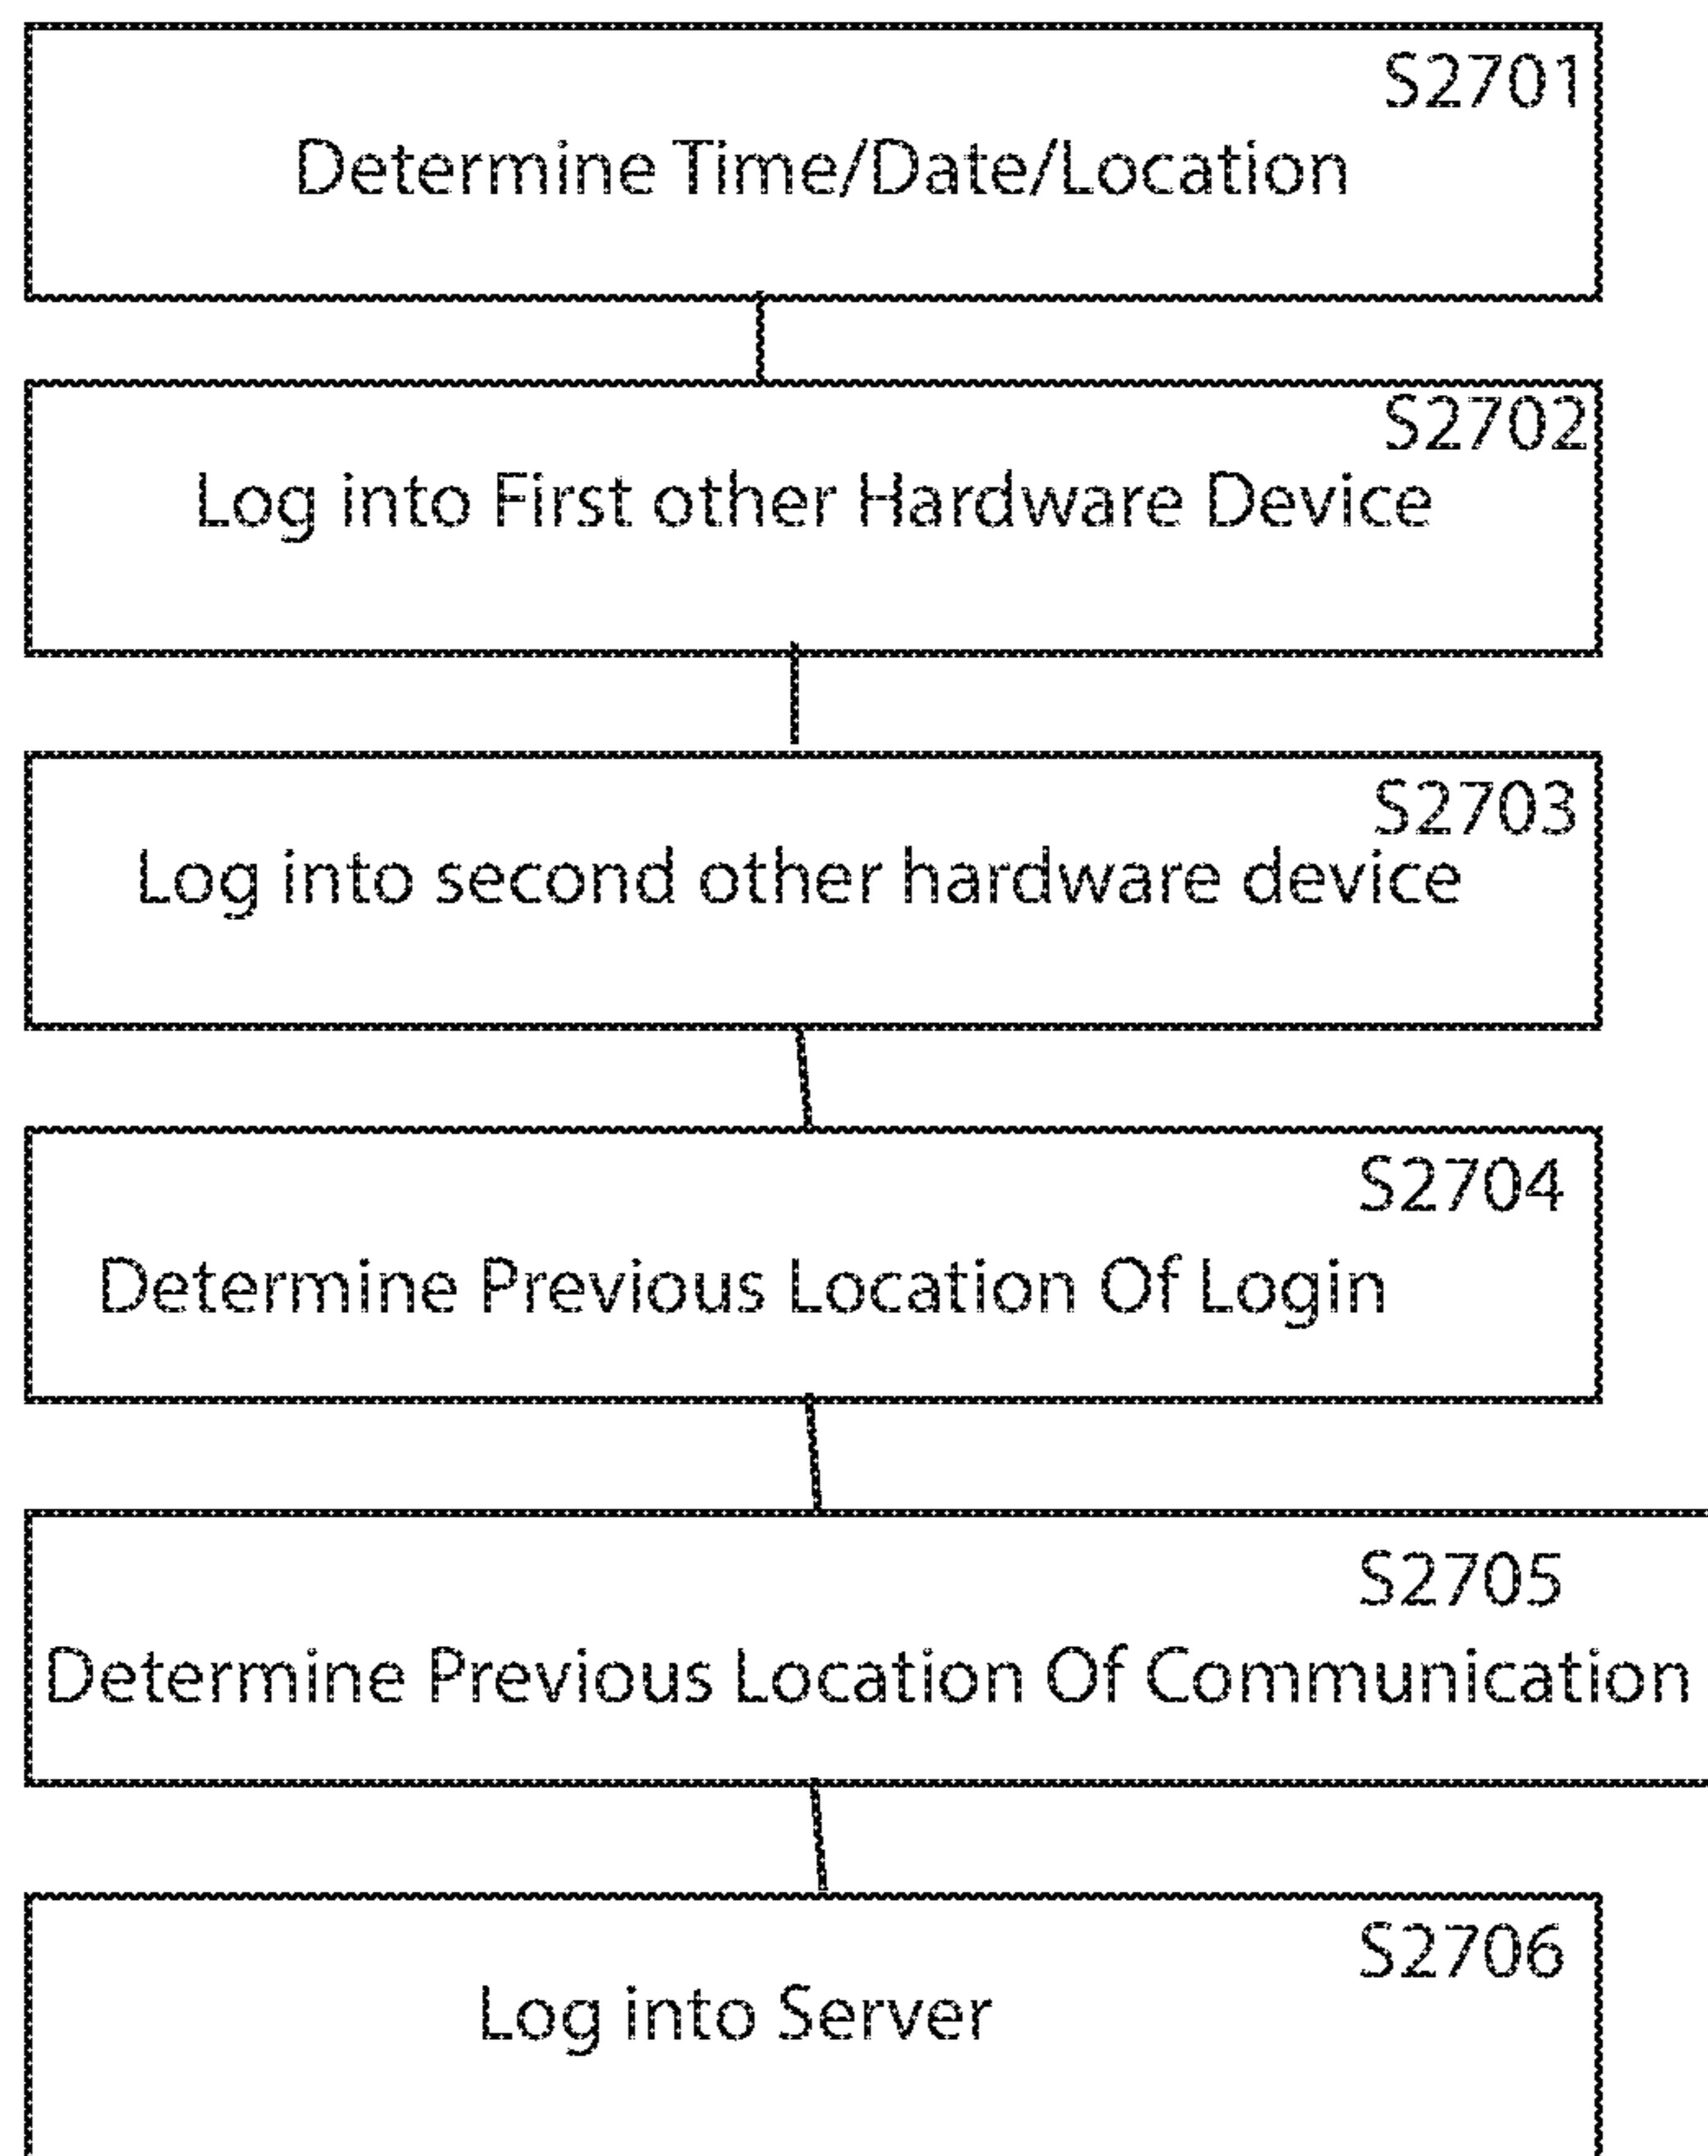 S2701
Determine Time/Date/Location
S2702
Log into First other Hardware Device
S2703
Log into second other hardware device
S2704
Determine Previous Location Of Login
S2705
Determine Previous Location Of Communication
S2706
Log into Server